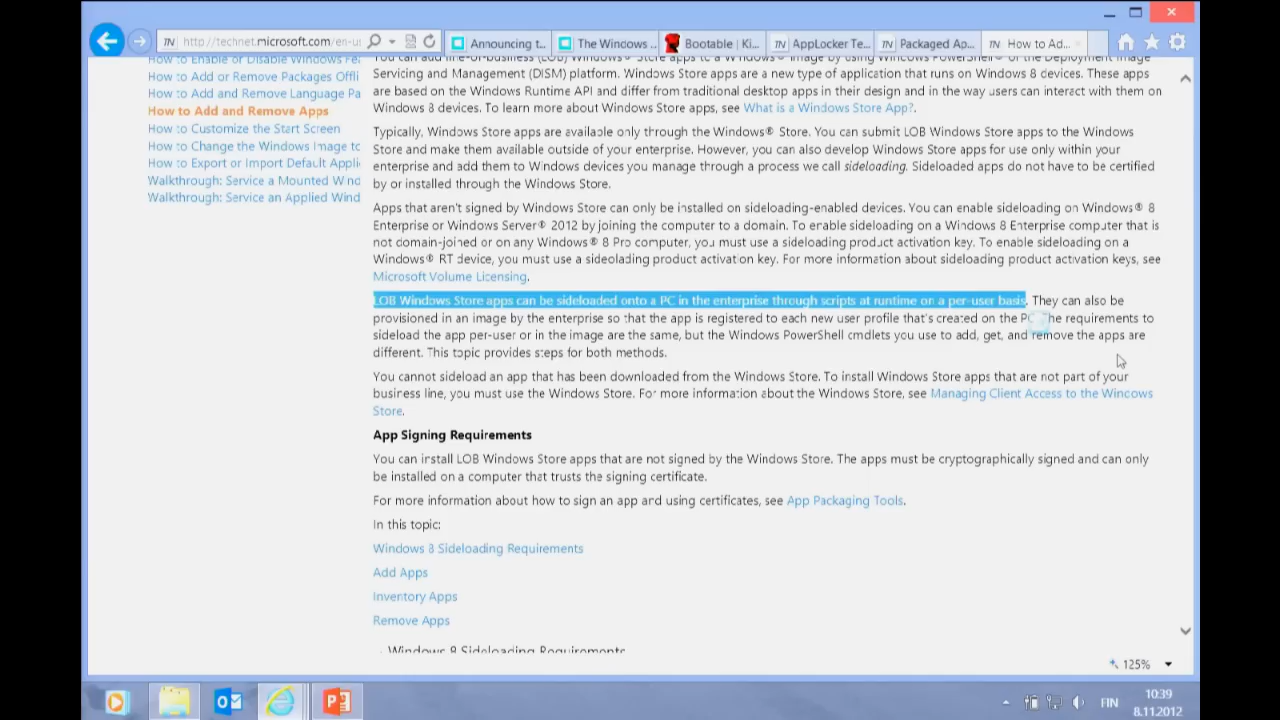 http://technet.microsoft.com/en-u
Announcing t...
The Windows ...
Bootable | Ki...
AppLocker Te...
Packaged Ap...
How to Ad...
How to Enable or Disable Windows Fea
How to Add or Remove Packages Offli
How to Add and Remove Language Pa
How to Add and Remove Apps
How to Customize the Start Screen
How to Change the Windows Image to
How to Export or Import Default Appli
Walkthrough: Service a Mounted Wind
Walkthrough: Service an Applied Wind
You can add line-of-business (LOB) Windows® Store apps to a Windows® image by using Windows PowerShell® or the Deployment Image
Servicing and Management (DISM) platform. Windows Store apps are a new type of application that runs on Windows 8 devices. These apps
are based on the Windows Runtime API and differ from traditional desktop apps in their design and in the way users can interact with them on
Windows 8 devices. To learn more about Windows Store apps, see What is a Windows Store App?.
Typically, Windows Store apps are available only through the Windows® Store. You can submit LOB Windows Store apps to the Windows
Store and make them available outside of your enterprise. However, you can also develop Windows Store apps for use only within your
enterprise and add them to Windows devices you manage through a process we call sideloading. Sideloaded apps do not have to be certified
by or installed through the Windows Store.
Apps that aren't signed by Windows Store can only be installed on sideloading-enabled devices. You can enable sideloading on Windows® 8
Enterprise or Windows Server® 2012 by joining the computer to a domain. To enable sideloading on a Windows 8 Enterprise computer that is
not domain-joined or on any Windows® 8 Pro computer, you must use a sideloading product activation key. To enable sideloading on a
Windows® RT device, you must use a sideolading product activation key. For more information about sideloading product activation keys, see
Microsoft Volume Licensing.
LOB Windows Store apps can be sideloaded onto a PC in the enterprise through scripts at runtime on a per-user basis. They can also be
provisioned in an image by the enterprise so that the app is registered to each new user profile that's created on the PC. The requirements to
sideload the app per-user or in the image are the same, but the Windows PowerShell cmdlets you use to add, get, and remove the apps are
different. This topic provides steps for both methods.
You cannot sideload an app that has been downloaded from the Windows Store. To install Windows Store apps that are not part of your
business line, you must use the Windows Store. For more information about the Windows Store, see Managing Client Access to the Windows
Store.
App Signing Requirements
You can install LOB Windows Store apps that are not signed by the Windows Store. The apps must be cryptographically signed and can only
be installed on a computer that trusts the signing certificate.
For more information about how to sign an app and using certificates, see App Packaging Tools.
In this topic:
Windows 8 Sideloading Requirements
Add Apps
Inventory Apps
Remove Apps
Windows 8 Sideloading Requirements
125%
FIN
10:39
8.11.2012